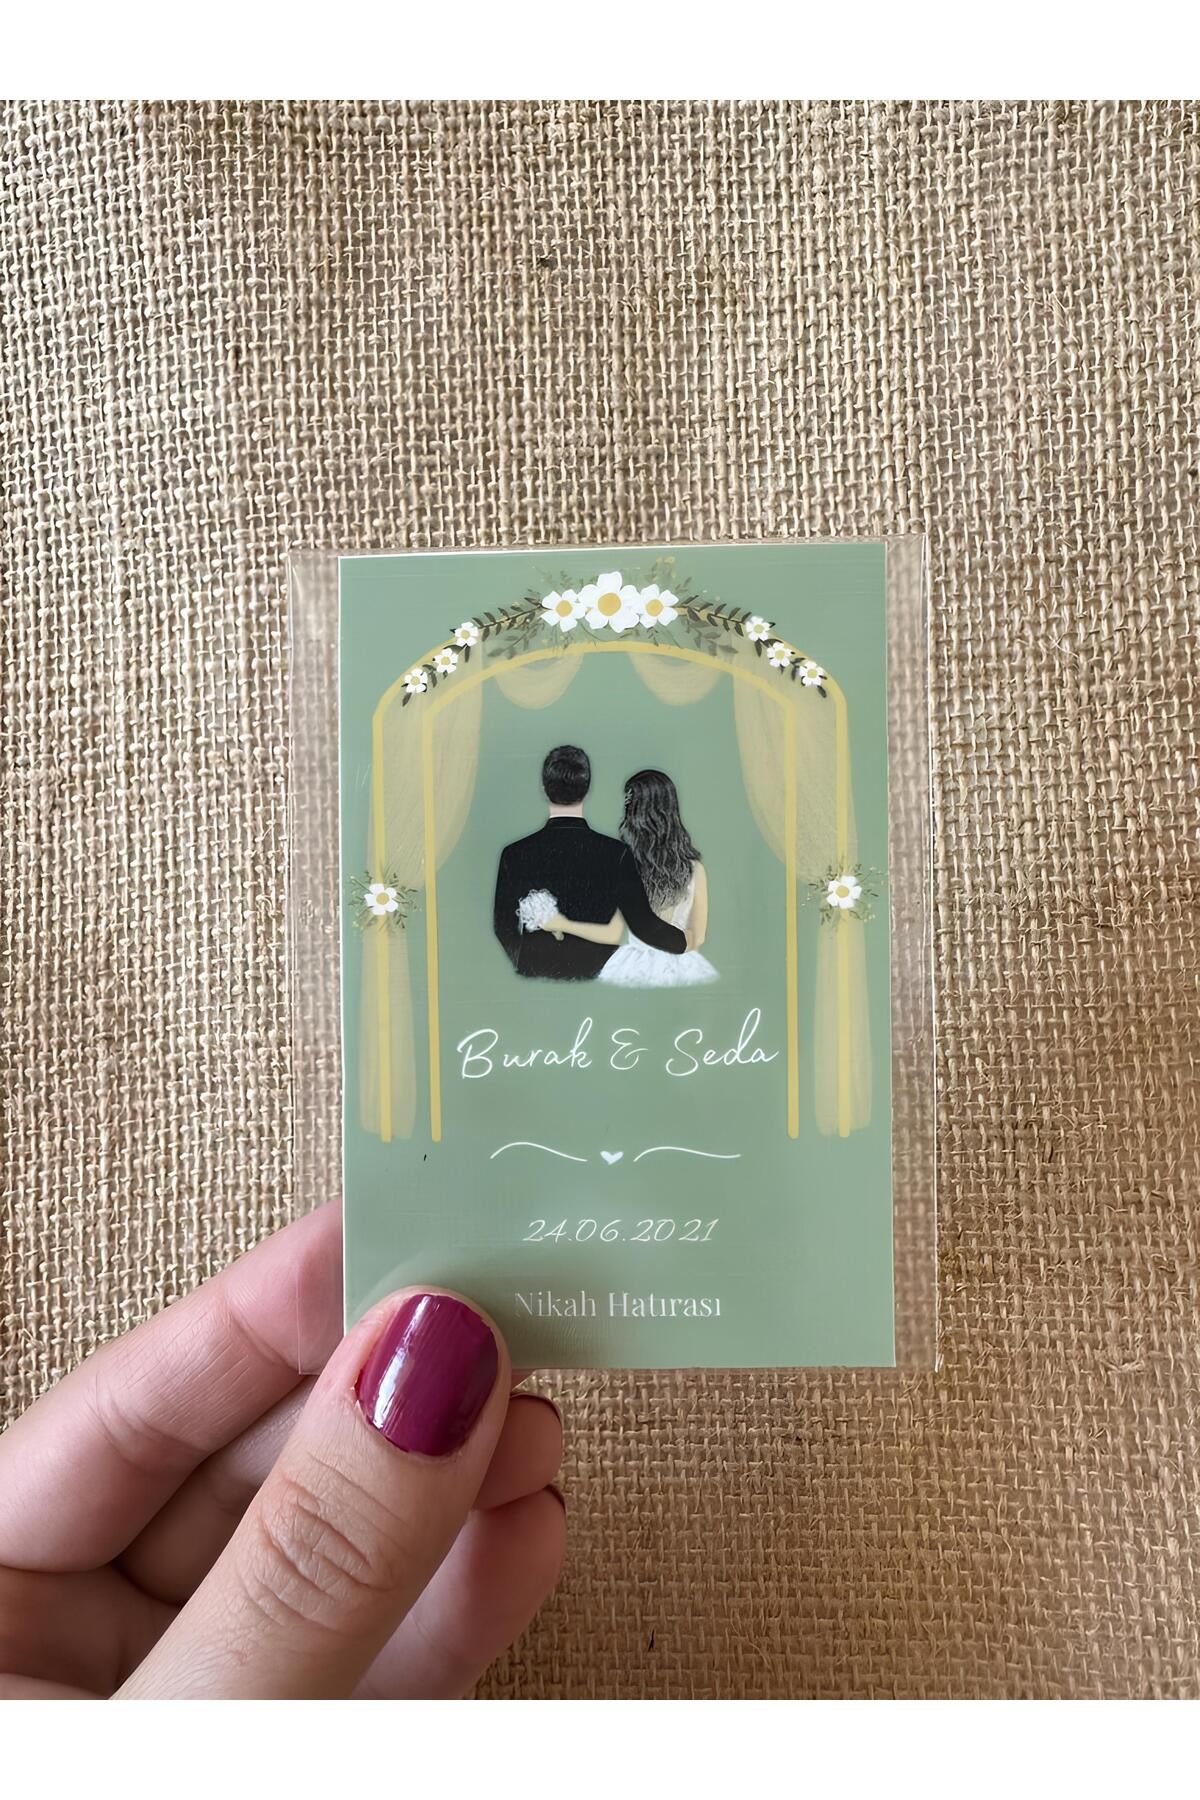 Burak & Seda
24.06.2021
Nikah Hatırası